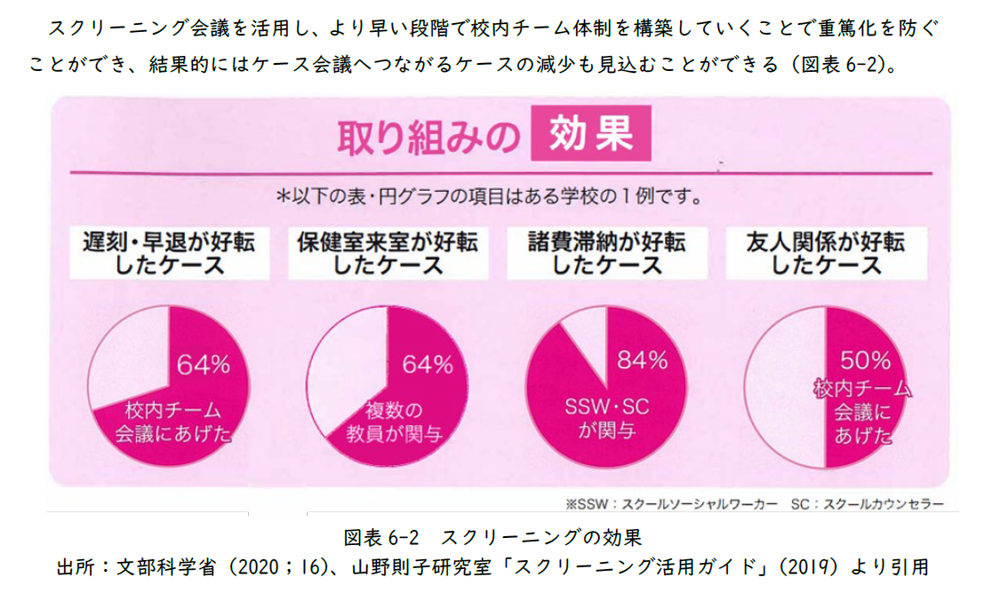 スクリーニング会議を活用し、より早い段階で校内チーム体制を構築していくことで重篤化を防ぐ
ことができ、結果的にはケース会議へつながるケースの減少も見込むことができる（図表 6-2）。
取り組みの 効果
＊以下の表・円グラフの項目はある学校の１例です。
遅刻・早退が好転
したケース
64%
校内チーム
会議にあげた
保健室来室が好転
したケース
64%
複数の
教員が関与
諸費滞納が好転
したケース
84%
SSW・SC
が関与
友人関係が好転
したケース
50%
校内チーム
会議に
あげた
※SSW：スクールソーシャルワーカー　SC：スクールカウンセラー
図表 6-2　スクリーニングの効果
出所：文部科学省（2020；16）、山野則子研究室「スクリーニング活用ガイド」（2019）より引用